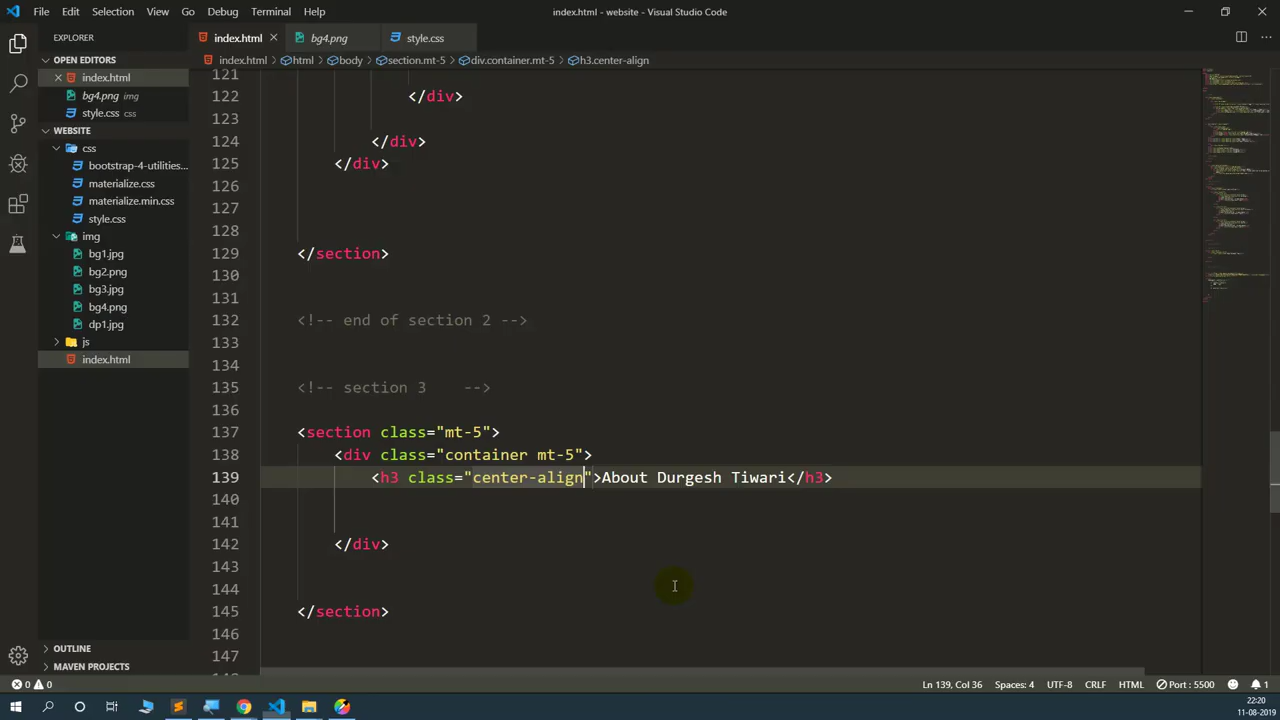 File Edit Selection View Go Debug Terminal Help
index.html - website - Visual Studio Code
EXPLORER
index.html
bg4.png
style.css
OPEN EDITORS
index.html
bg4.png img
style.css css
WEBSITE
css
bootstrap-4-utilities...
materialize.css
materialize.min.css
style.css
img
bg1.jpg
bg2.png
bg3.jpg
bg4.png
dp1.jpg
js
index.html
OUTLINE
MAVEN PROJECTS
index.html html body section.mt-5 div.container.mt-5 h3.center-align
121
122 </div>
123
124 </div>
125 </div>
126
127
128
129 </section>
130
131
132 <!-- end of section 2 -->
133
134
135 <!-- section 3    -->
136
137 <section class="mt-5">
138 <div class="container mt-5">
139 <h3 class="center-align">About Durgesh Tiwari</h3>
140
141
142 </div>
143
144
145 </section>
146
147
0 0
Ln 139, Col 36 Spaces: 4 UTF-8 CRLF HTML Port : 5500 1
22:20
11-08-2019